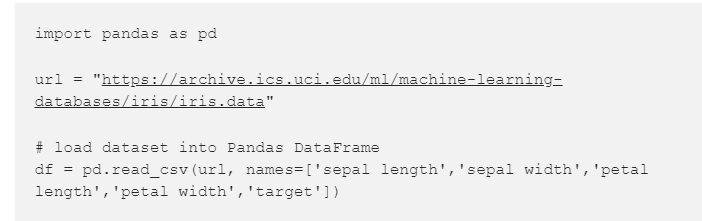 import pandas as pd
url = "https://archive.ics.uci.edu/ml/machine-learning-
databases/iris/iris.data"
# load dataset into Pandas DataFrame
df = pd.read_csv(url, names=['sepal length','sepal width','petal
length','petal width','target'])